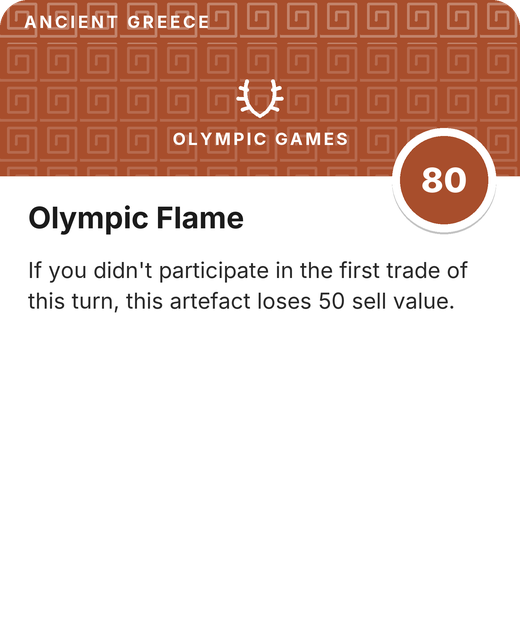 ANCIENT GREECE
OLYMPIC GAMES
80
Olympic Flame
If you didn't participate in the first trade of
this turn, this artefact loses 50 sell value.